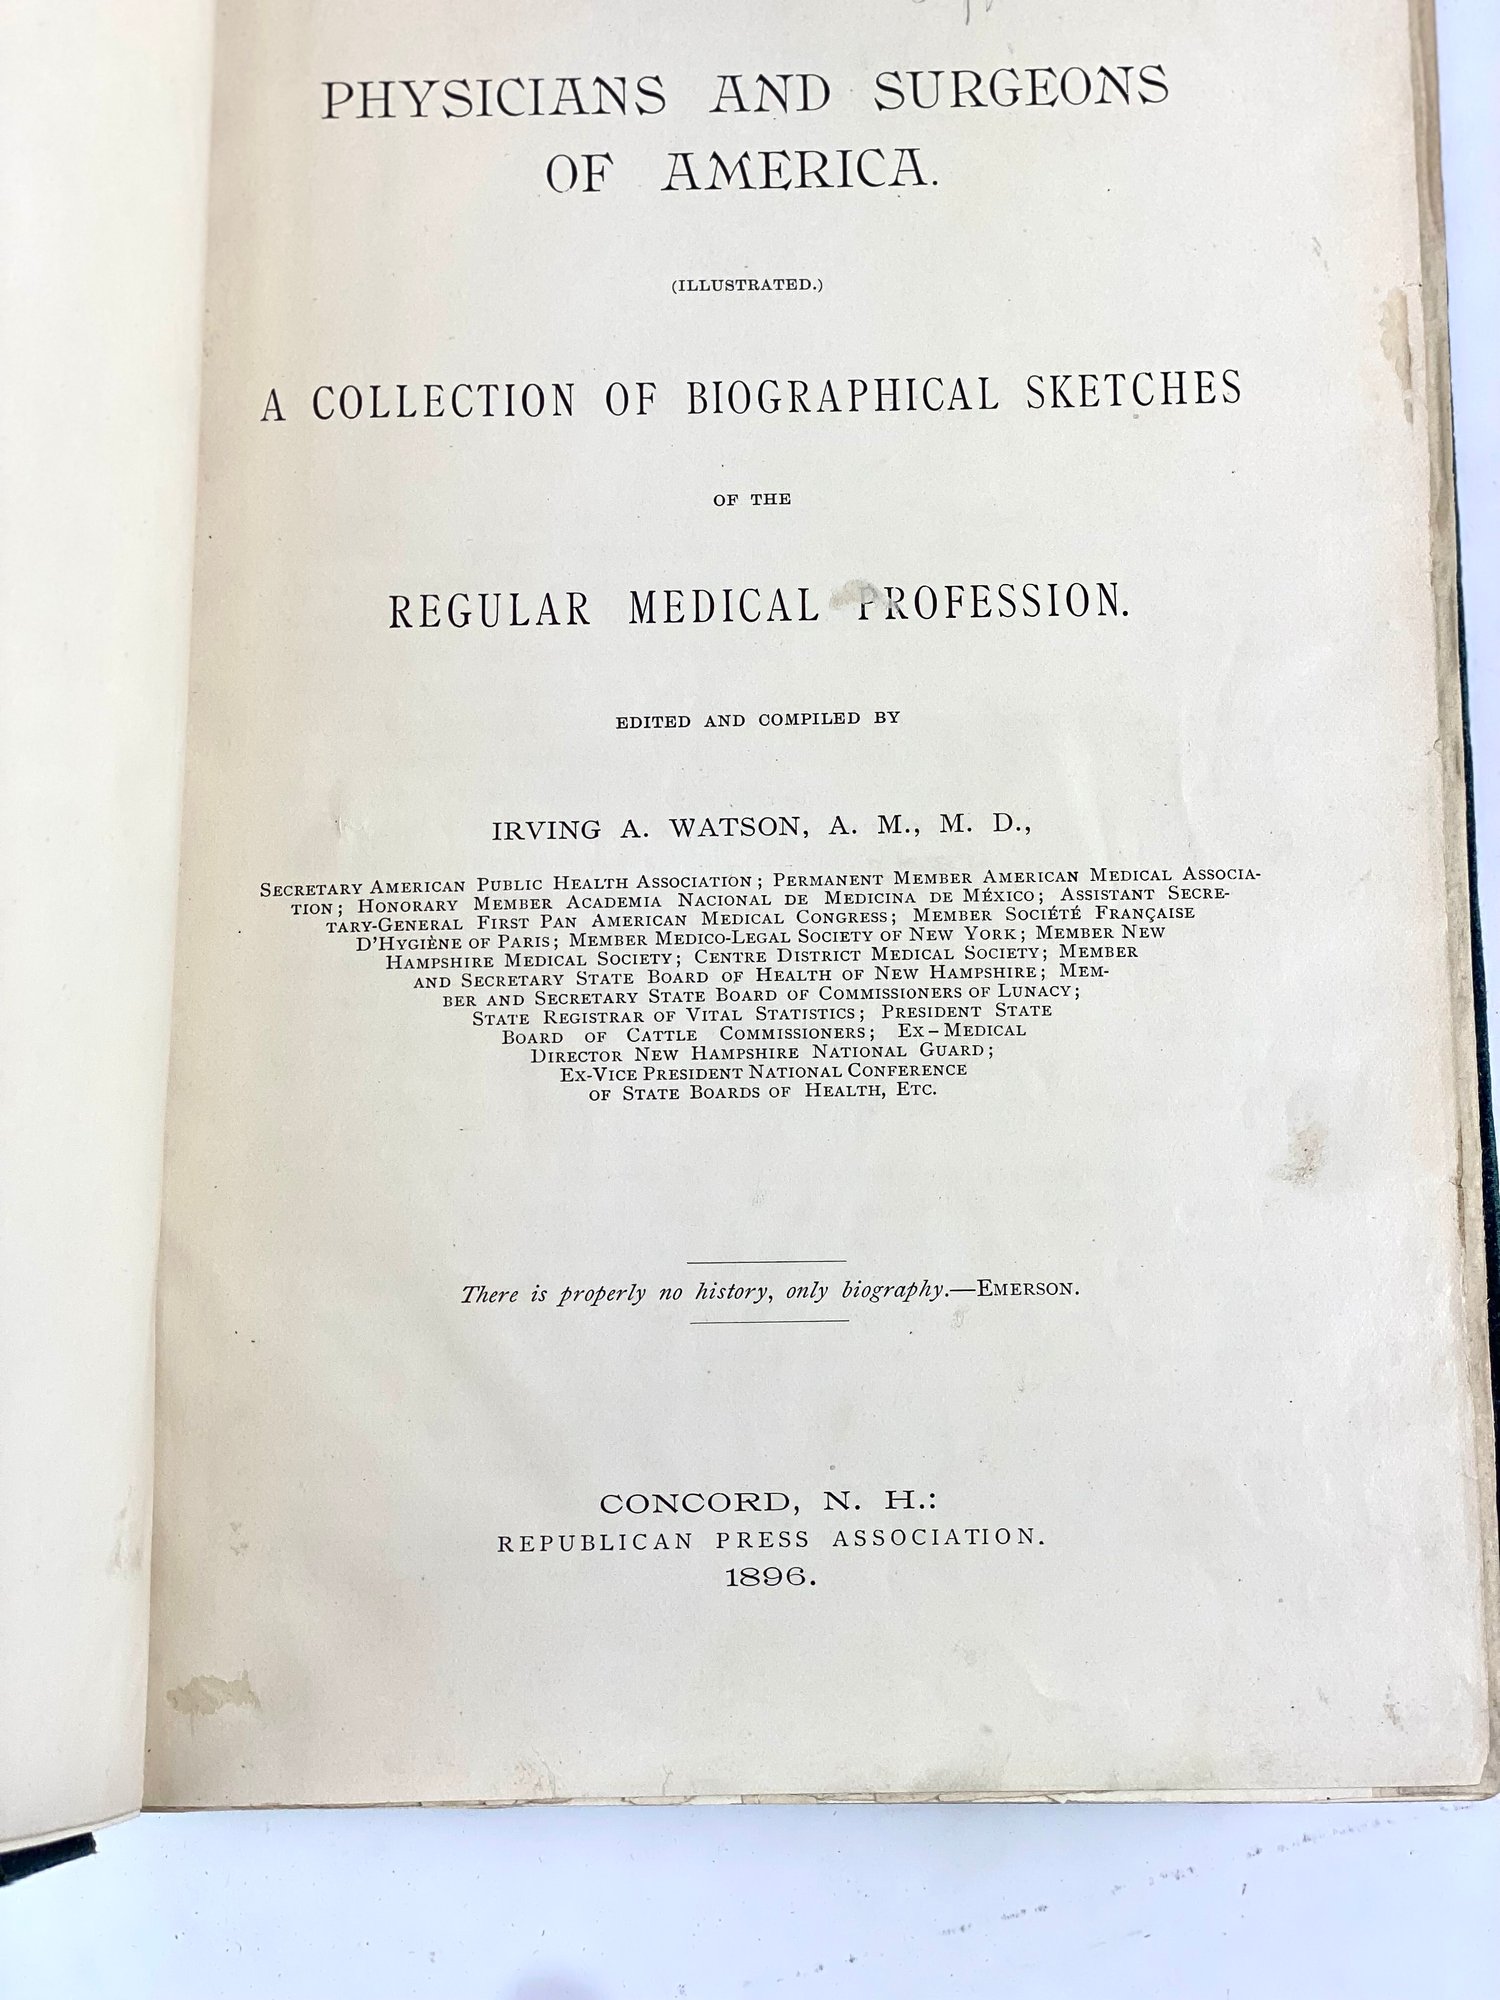 PHYSICIANS AND SURGEONS
OF AMERICA.
(ILLUSTRATED.)
A COLLECTION OF BIOGRAPHICAL SKETCHES
OF THE
REGULAR MEDICAL PROFESSION.
EDITED AND COMPILED BY
IRVING A. WATSON, A. M., M. D.,
SECRETARY AMERICAN PUBLIC HEALTH ASSOCIATION; PERMANENT MEMBER AMERICAN MEDICAL ASSOCIA-
TION; HONORARY MEMBER ACADEMIA NACIONAL DE MEDICINA DE MÉXICO; ASSISTANT SECRE-
TARY-GENERAL FIRST PAN AMERICAN MEDICAL CONGRESS; MEMBER SOCIÉTÉ FRANÇAISE
D'HYGIÈNE OF PARIS; MEMBER MEDICO-LEGAL SOCIETY OF NEW YORK; MEMBER NEW
HAMPSHIRE MEDICAL SOCIETY; CENTRE DISTRICT MEDICAL SOCIETY; MEMBER
AND SECRETARY STATE BOARD OF HEALTH OF NEW HAMPSHIRE; MEM-
BER AND SECRETARY STATE BOARD OF COMMISSIONERS OF LUNACY;
STATE REGISTRAR OF VITAL STATISTICS; PRESIDENT STATE
BOARD OF CATTLE COMMISSIONERS; EX-MEDICAL
DIRECTOR NEW HAMPSHIRE NATIONAL GUARD;
EX-VICE PRESIDENT NATIONAL CONFERENCE
OF STATE BOARDS OF HEALTH, ETC.
There is properly no history, only biography.—EMERSON.
CONCORD, N. H.:
REPUBLICAN PRESS ASSOCIATION.
1896.